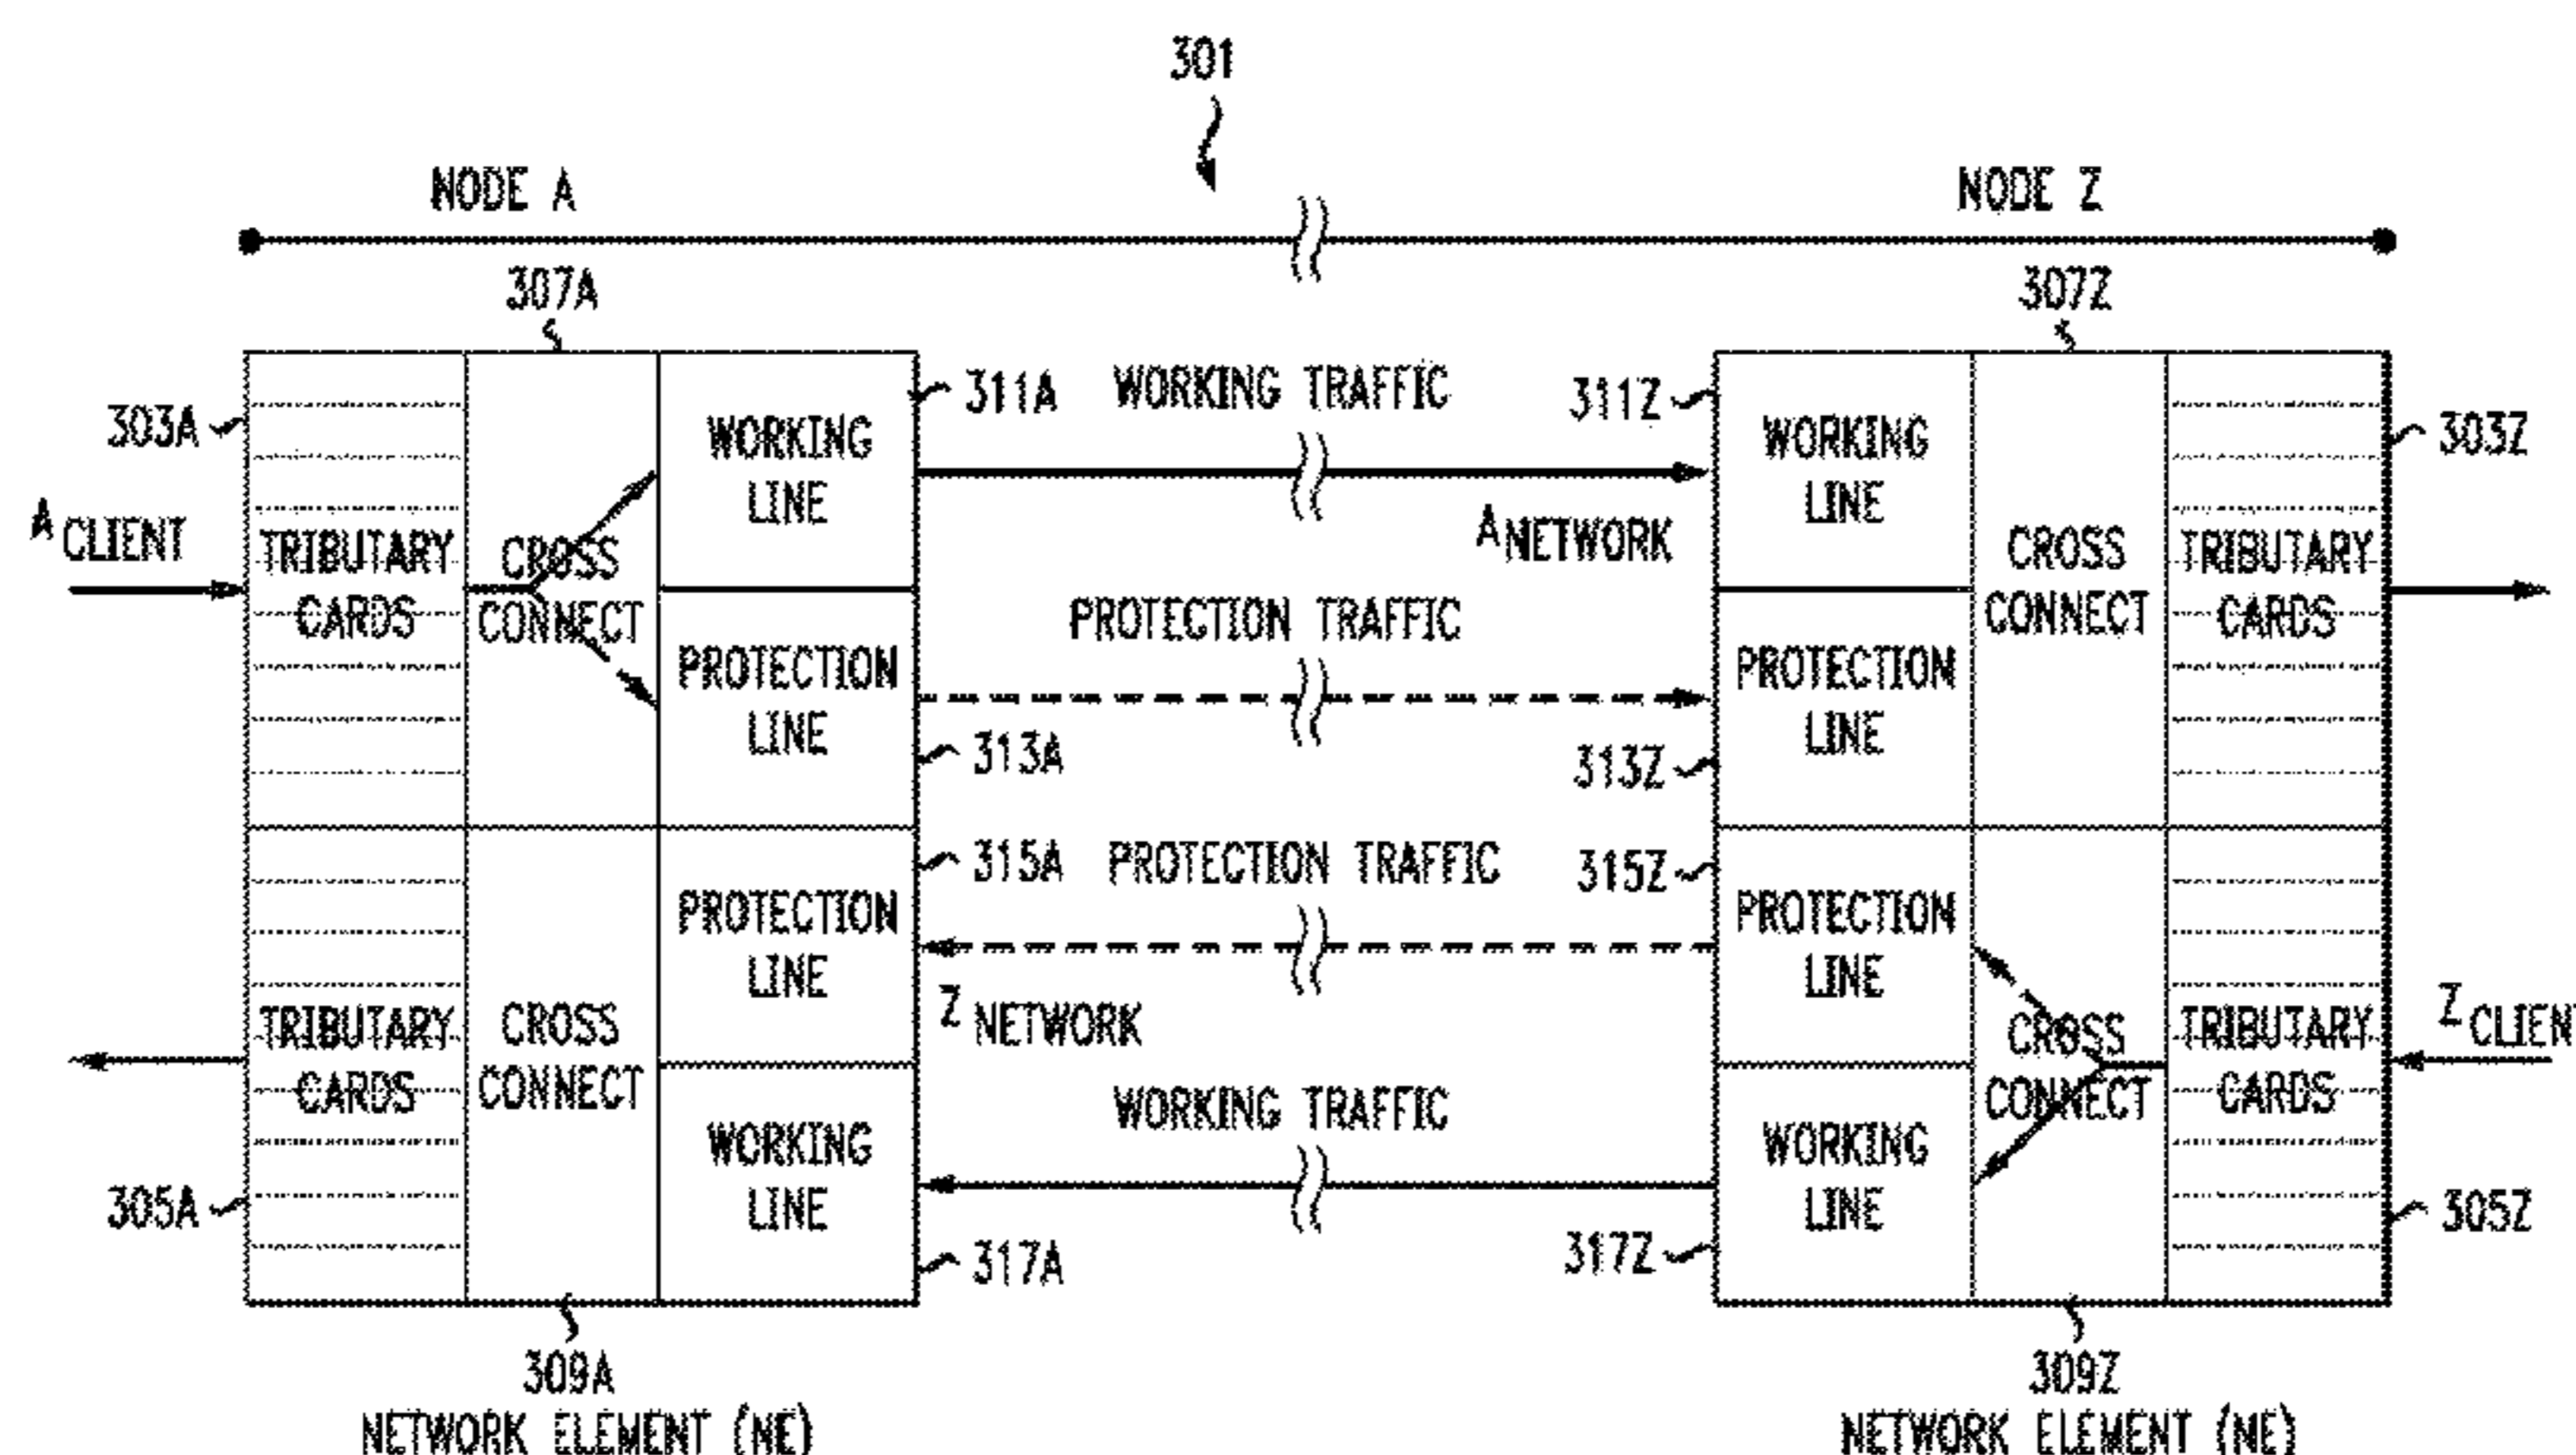 301
NODE A
NODE Z
307A
307Z
303A
311A
WORKING TRAFFIC
311Z
303Z
WORKING
LINE
WORKING
LINE
A CLIENT
TRIBUTARY
CARDS
CROSS
CONNECT
A NETWORK
CROSS
CONNECT
TRIBUTARY
CARDS
PROTECTION TRAFFIC
PROTECTION
LINE
PROTECTION
LINE
313A
313Z
315A
PROTECTION TRAFFIC
315Z
PROTECTION
LINE
PROTECTION
LINE
Z NETWORK
TRIBUTARY
CARDS
CROSS
CONNECT
CROSS
CONNECT
TRIBUTARY
CARDS
Z CLIENT
WORKING TRAFFIC
WORKING
LINE
WORKING
LINE
305A
317A
317Z
305Z
309A
NETWORK ELEMENT (NE)
309Z
NETWORK ELEMENT (NE)